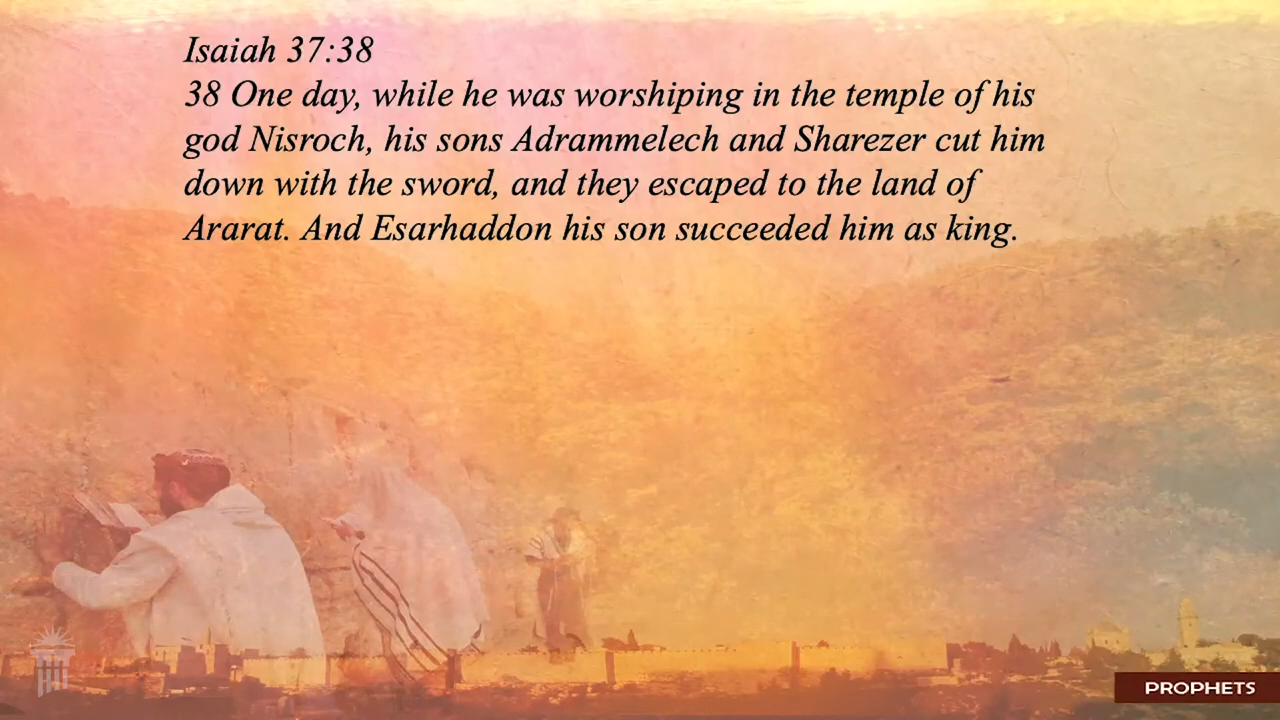 Isaiah 37:38
38 One day, while he was worshiping in the temple of his
god Nisroch, his sons Adrammelech and Sharezer cut him
down with the sword, and they escaped to the land of
Ararat. And Esarhaddon his son succeeded him as king.
PROPHETS